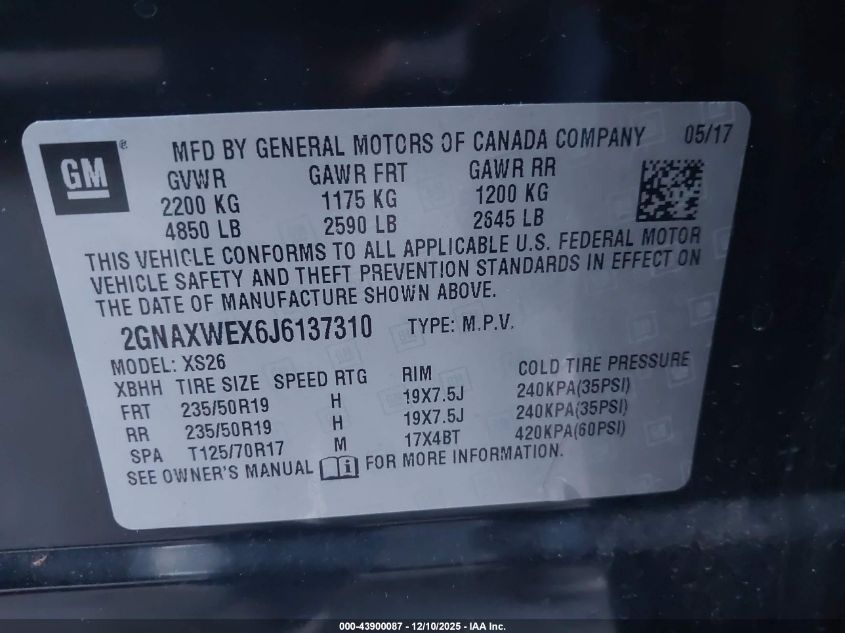 GM ®
MFD BY GENERAL MOTORS OF CANADA COMPANY 05/17
GVWR GAWR FRT GAWR RR
2200 KG 1175 KG 1200 KG
4850 LB 2590 LB 2645 LB
THIS VEHICLE CONFORMS TO ALL APPLICABLE U.S. FEDERAL MOTOR
VEHICLE SAFETY AND THEFT PREVENTION STANDARDS IN EFFECT ON
THE DATE OF MANUFACTURE SHOWN ABOVE.
2GNAXWEX6J6137310 TYPE: M.P.V.
MODEL: XS26
XBHH TIRE SIZE SPEED RTG RIM COLD TIRE PRESSURE
FRT 235/50R19 H 19X7.5J 240KPA(35PSI)
RR 235/50R19 H 19X7.5J 240KPA(35PSI)
SPA T125/70R17 M 17X4BT 420KPA(60PSI)
SEE OWNER'S MANUAL i FOR MORE INFORMATION.
000-43900087 - 12/10/2025 - IAA Inc.